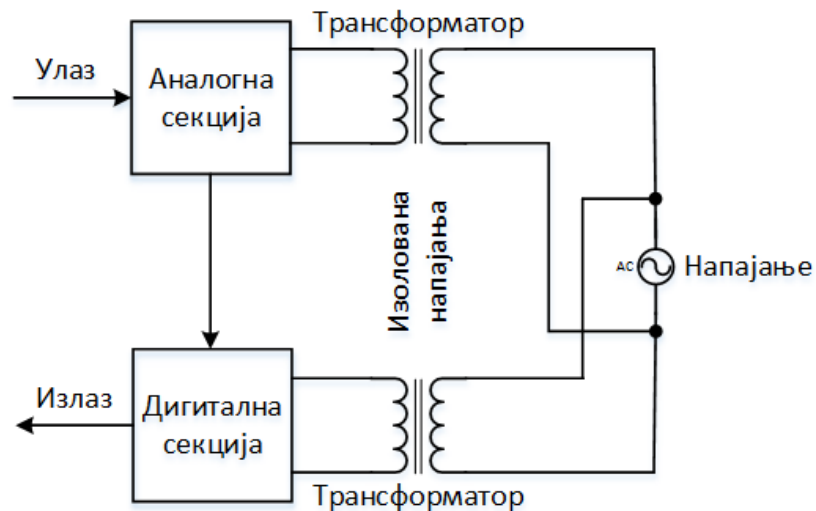 Трансформатор
Улаз
Аналогна
секција
Изолована
напајања
AC
Напајање
Излаз
Дигитална
секција
Трансформатор